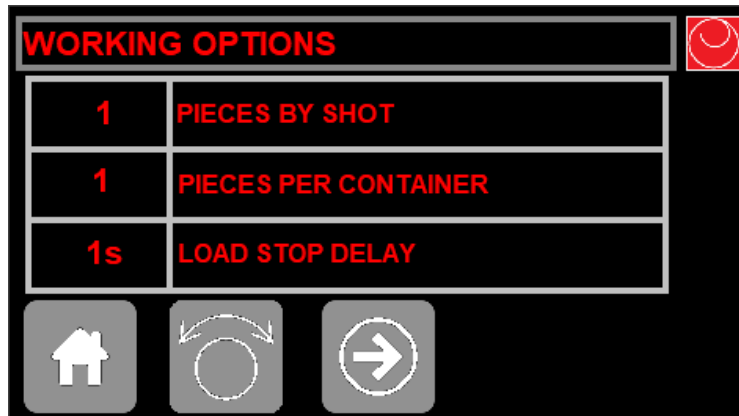 WORKING OPTIONS
1 PIECES BY SHOT
1 PIECES PER CONTAINER
1s LOAD STOP DELAY